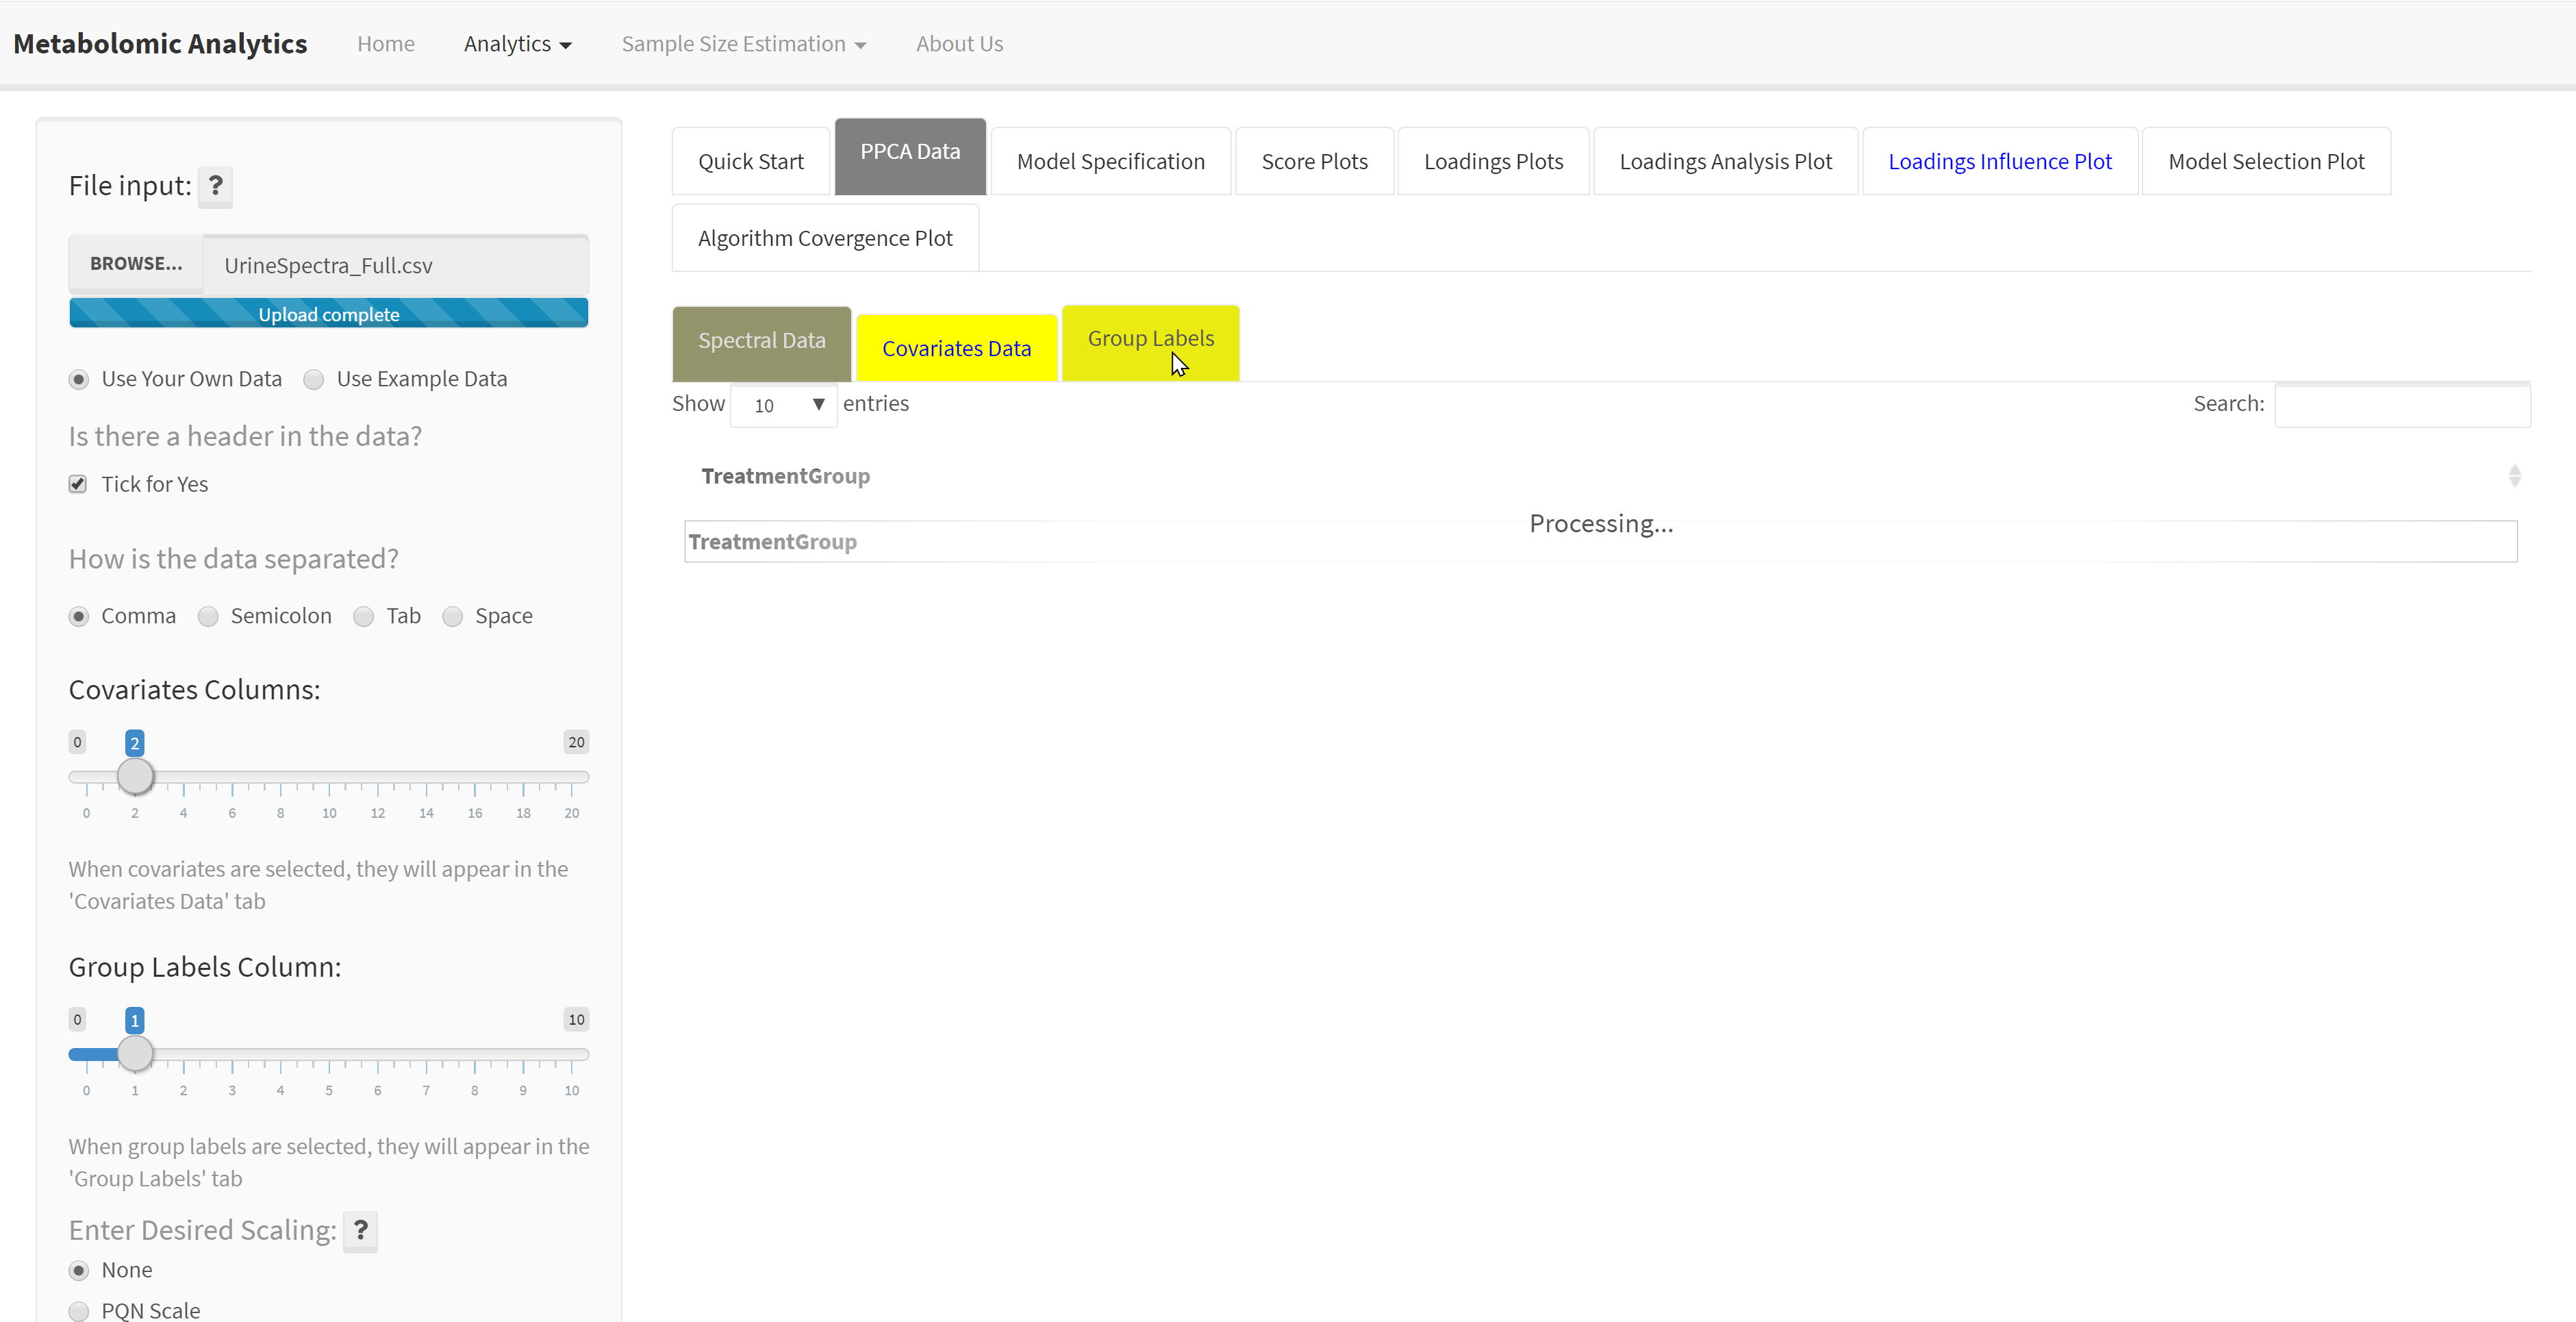 Metabolomic Analytics Home Analytics Sample Size Estimation About Us
Quick Start PPCA Data Model Specification Score Plots Loadings Plots Loadings Analysis Plot Loadings Influence Plot Model Selection Plot
Algorithm Covergence Plot
File input: ?
BROWSE... UrineSpectra_Full.csv
Upload complete
Use Your Own Data Use Example Data
Is there a header in the data?
Tick for Yes
How is the data separated?
Comma Semicolon Tab Space
Covariates Columns:
0 2 20
0 2 4 6 8 10 12 14 16 18 20
When covariates are selected, they will appear in the
'Covariates Data' tab
Group Labels Column:
0 1 10
0 1 2 3 4 5 6 7 8 9 10
When group labels are selected, they will appear in the
'Group Labels' tab
Enter Desired Scaling: ?
None
PQN Scale
Spectral Data Covariates Data Group Labels
Show 10 entries Search:
TreatmentGroup
Processing...
TreatmentGroup